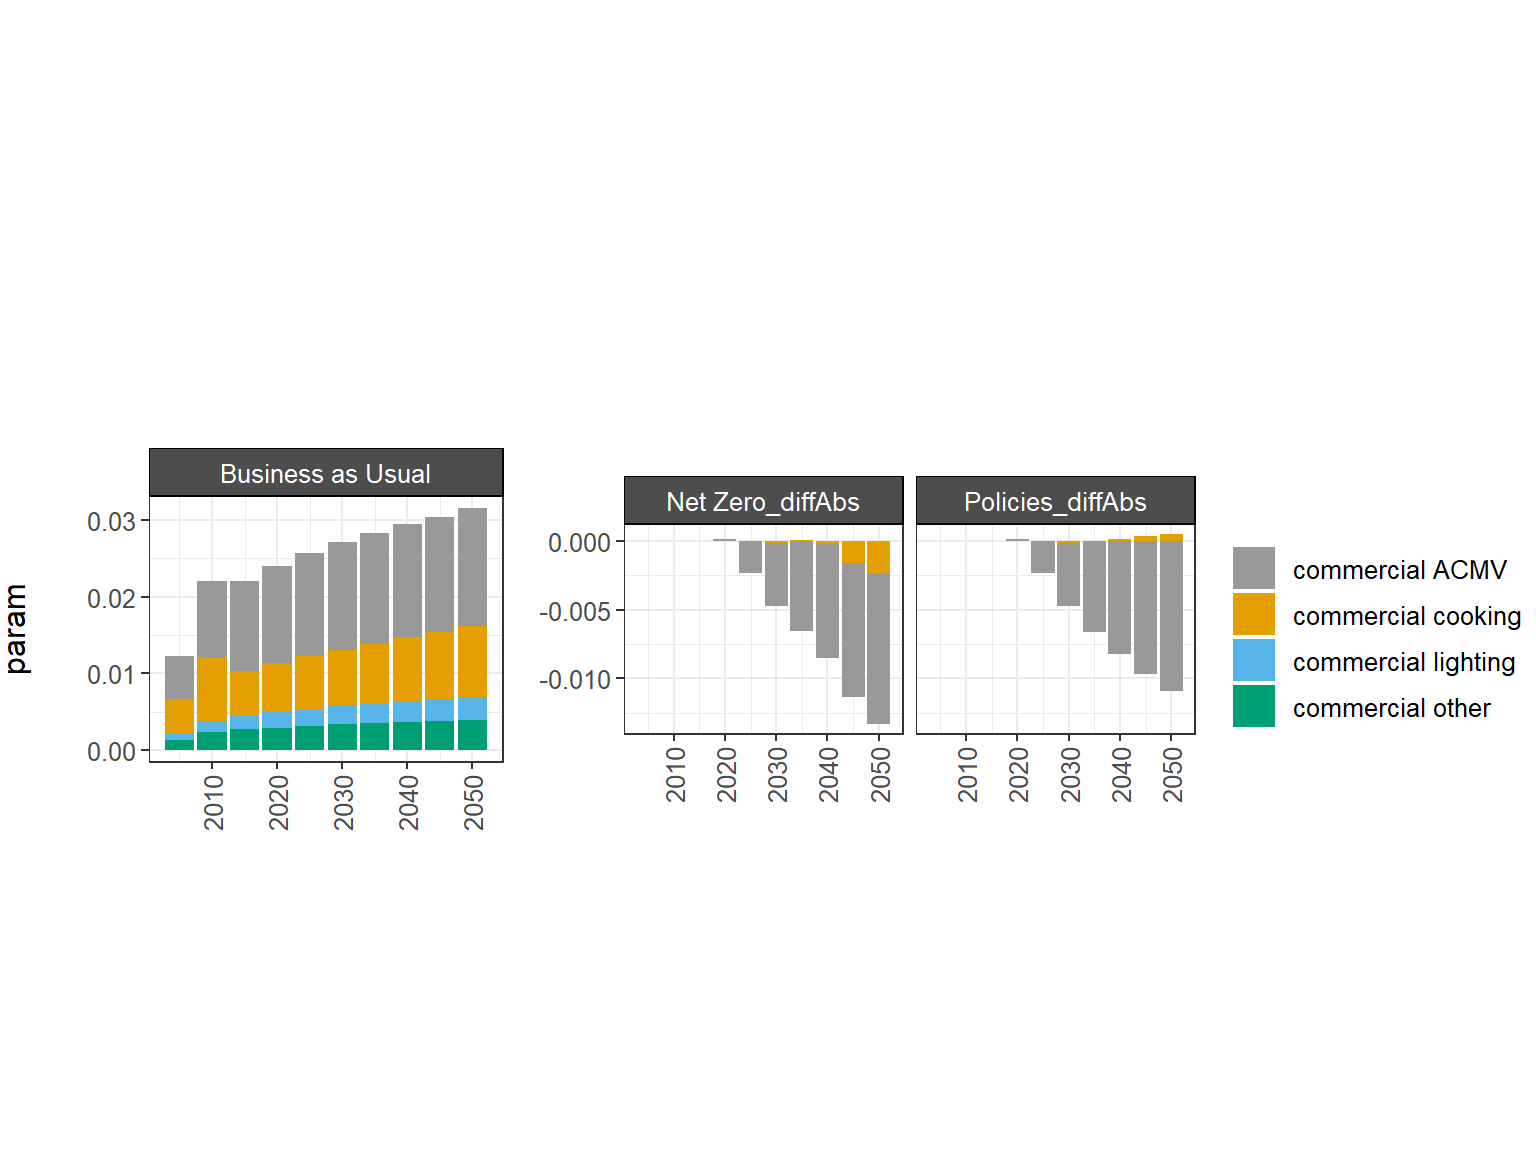 param
Business as Usual
0.03
0.02
0.01
0.00
2010
2020
2030
2040
2050
Net Zero_diffAbs
Policies_diffAbs
0.000
-0.005
-0.010
2010
2020
2030
2040
2050
2010
2020
2030
2040
2050
commercial ACMV
commercial cooking
commercial lighting
commercial other